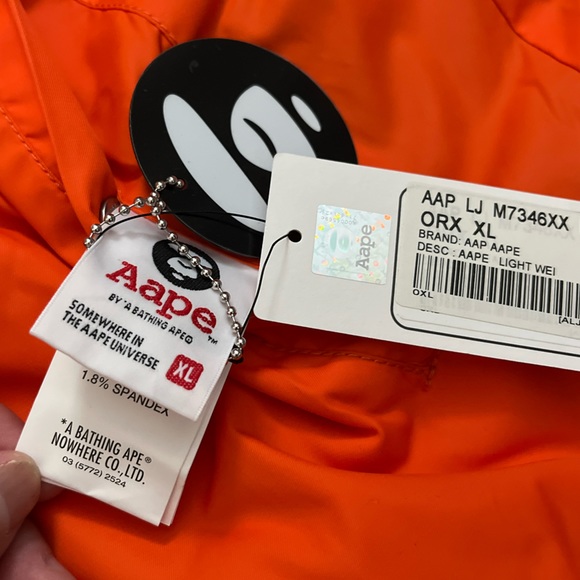 Aape
BY *A BATHING APE®
SOMEWHERE IN
THE AAPE UNIVERSE
XL
1.8% SPANDEX
*A BATHING APE®
NOWHERE CO., LTD.
03 (5772) 2524
Aape
AAP LJ M7346XX
ORX XL
BRAND: AAP AAPE
DESC : AAPE LIGHT WEI
OXL